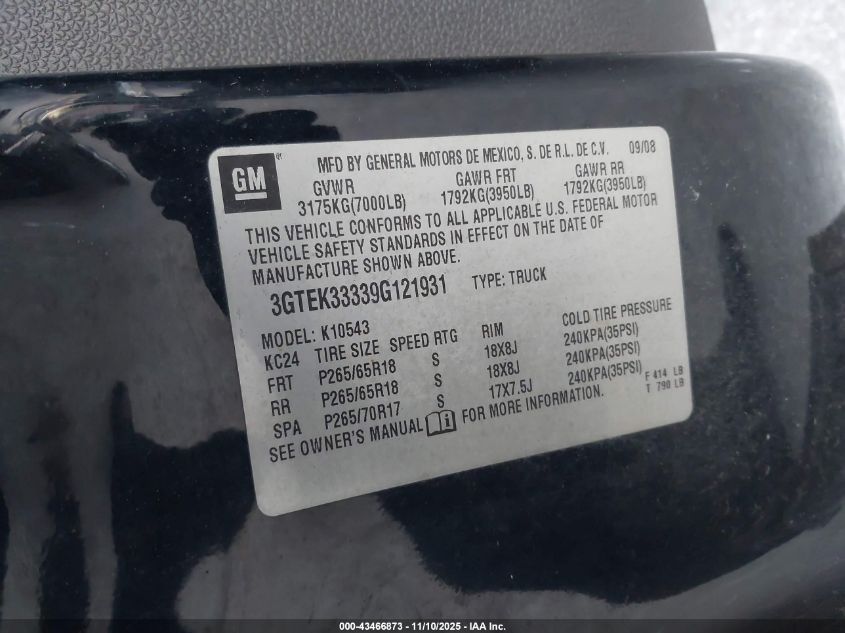 GM ® MFD BY GENERAL MOTORS DE MEXICO, S. DE R.L. DE C.V. 09/08
GVWR GAWR FRT GAWR RR
3175KG(7000LB) 1792KG(3950LB) 1792KG(3950LB)
THIS VEHICLE CONFORMS TO ALL APPLICABLE U.S. FEDERAL MOTOR
VEHICLE SAFETY STANDARDS IN EFFECT ON THE DATE OF
MANUFACTURE SHOWN ABOVE.
3GTEK33339G121931 TYPE: TRUCK
MODEL: K10543
KC24 TIRE SIZE SPEED RTG RIM COLD TIRE PRESSURE
FRT P265/65R18 S 18X8J 240KPA(35PSI)
RR P265/65R18 S 18X8J 240KPA(35PSI)
SPA P265/70R17 S 17X7.5J 240KPA(35PSI)
F 414 LB
T 790 LB
SEE OWNER'S MANUAL FOR MORE INFORMATION.
000-43466873 - 11/10/2025 - IAA Inc.